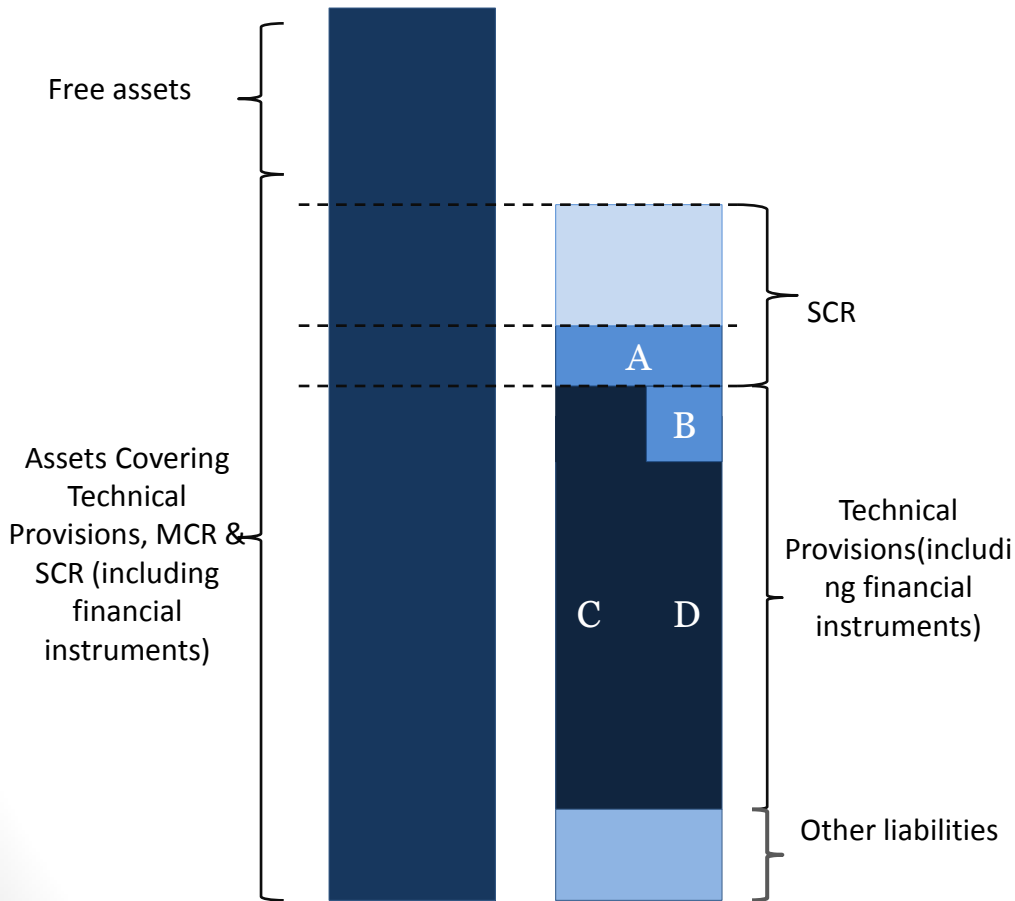 Free assets
SCR
A
B
Assets Covering
Technical
Provisions, MCR &
SCR (including
financial
instruments)
Technical
Provisions(includi
ng financial
instruments)
C
D
Other liabilities